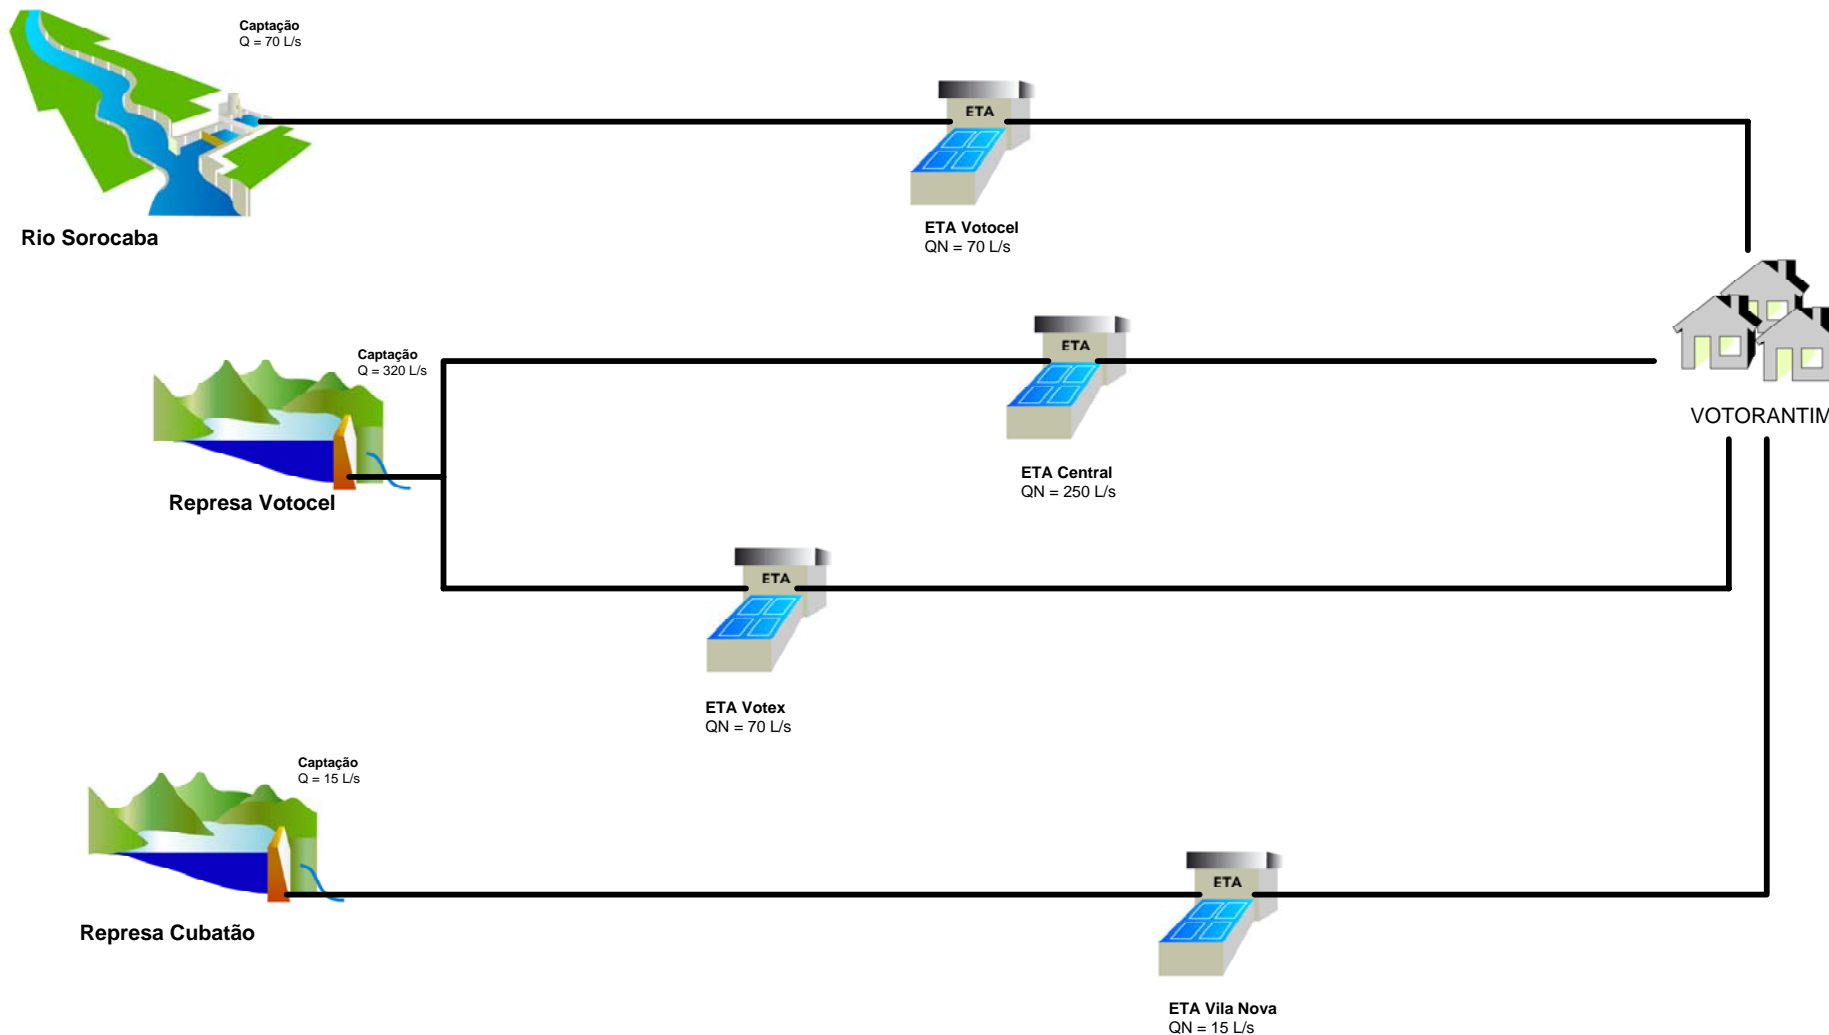 Captação
Q = 70 L/s
ETA
Rio Sorocaba
ETA Votocel
QN = 70 L/s
ETA
Captação
Q = 320 L/s
VOTORANTIM
Represa Votocel
ETA Central
QN = 250 L/s
ETA
ETA Votex
QN = 70 L/s
Captação
Q = 15 L/s
ETA
Represa Cubatão
ETA Vila Nova
QN = 15 L/s